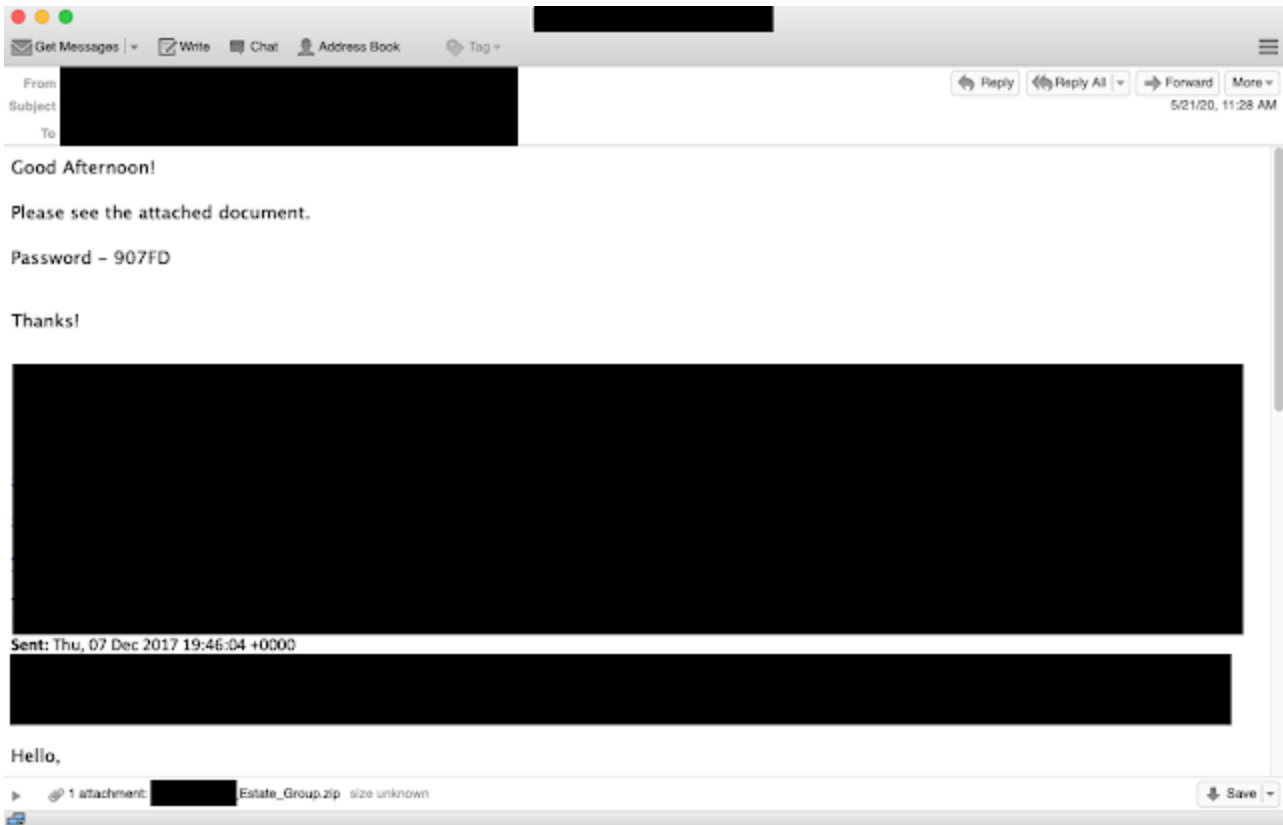 Get Messages Write Chat Address Book Tag
From Reply Reply All Forward More
Subject 5/21/20, 11:28 AM
To
Good Afternoon!
Please see the attached document.
Password – 907FD
Thanks!
Sent: Thu, 07 Dec 2017 19:46:04 +0000
Hello,
1 attachment: _Estate_Group.zip size unknown Save